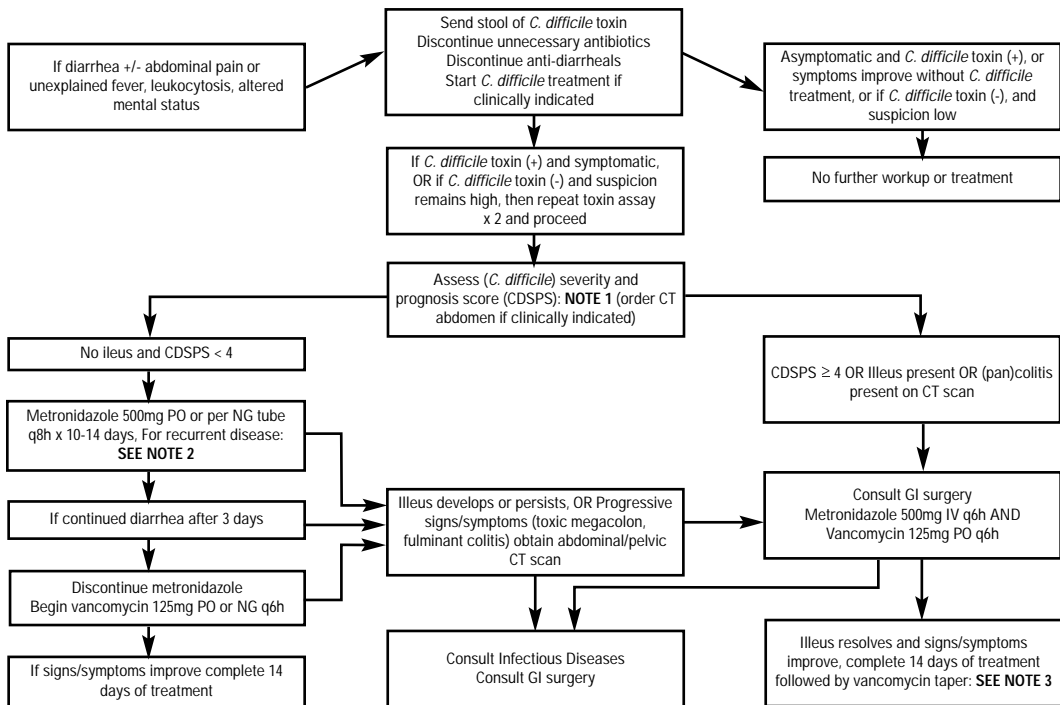 If diarrhea +/- abdominal pain or
unexplained fever, leukocytosis, altered
mental status
Send stool of C. difficile toxin
Discontinue unnecessary antibiotics
Discontinue anti-diarrheals
Start C. difficile treatment if
clinically indicated
Asymptomatic and C. difficile toxin (+), or
symptoms improve without C. difficile
treatment, or if C. difficile toxin (-), and
suspicion low
No further workup or treatment
If C. difficile toxin (+) and symptomatic,
OR if C. difficile toxin (-) and suspicion
remains high, then repeat toxin assay
x 2 and proceed
Assess (C. difficile) severity and
prognosis score (CDSPS): NOTE 1 (order CT
abdomen if clinically indicated)
No ileus and CDSPS < 4
Metronidazole 500mg PO or per NG tube
q8h x 10-14 days, For recurrent disease:
SEE NOTE 2
If continued diarrhea after 3 days
Discontinue metronidazole
Begin vancomycin 125mg PO or NG q6h
If signs/symptoms improve complete 14
days of treatment
Illeus develops or persists, OR Progressive
signs/symptoms (toxic megacolon,
fulminant colitis) obtain abdominal/pelvic
CT scan
Consult Infectious Diseases
Consult GI surgery
CDSPS ≥ 4 OR Illeus present OR (pan)colitis
present on CT scan
Consult GI surgery
Metronidazole 500mg IV q6h AND
Vancomycin 125mg PO q6h
Illeus resolves and signs/symptoms
improve, complete 14 days of treatment
followed by vancomycin taper: SEE NOTE 3